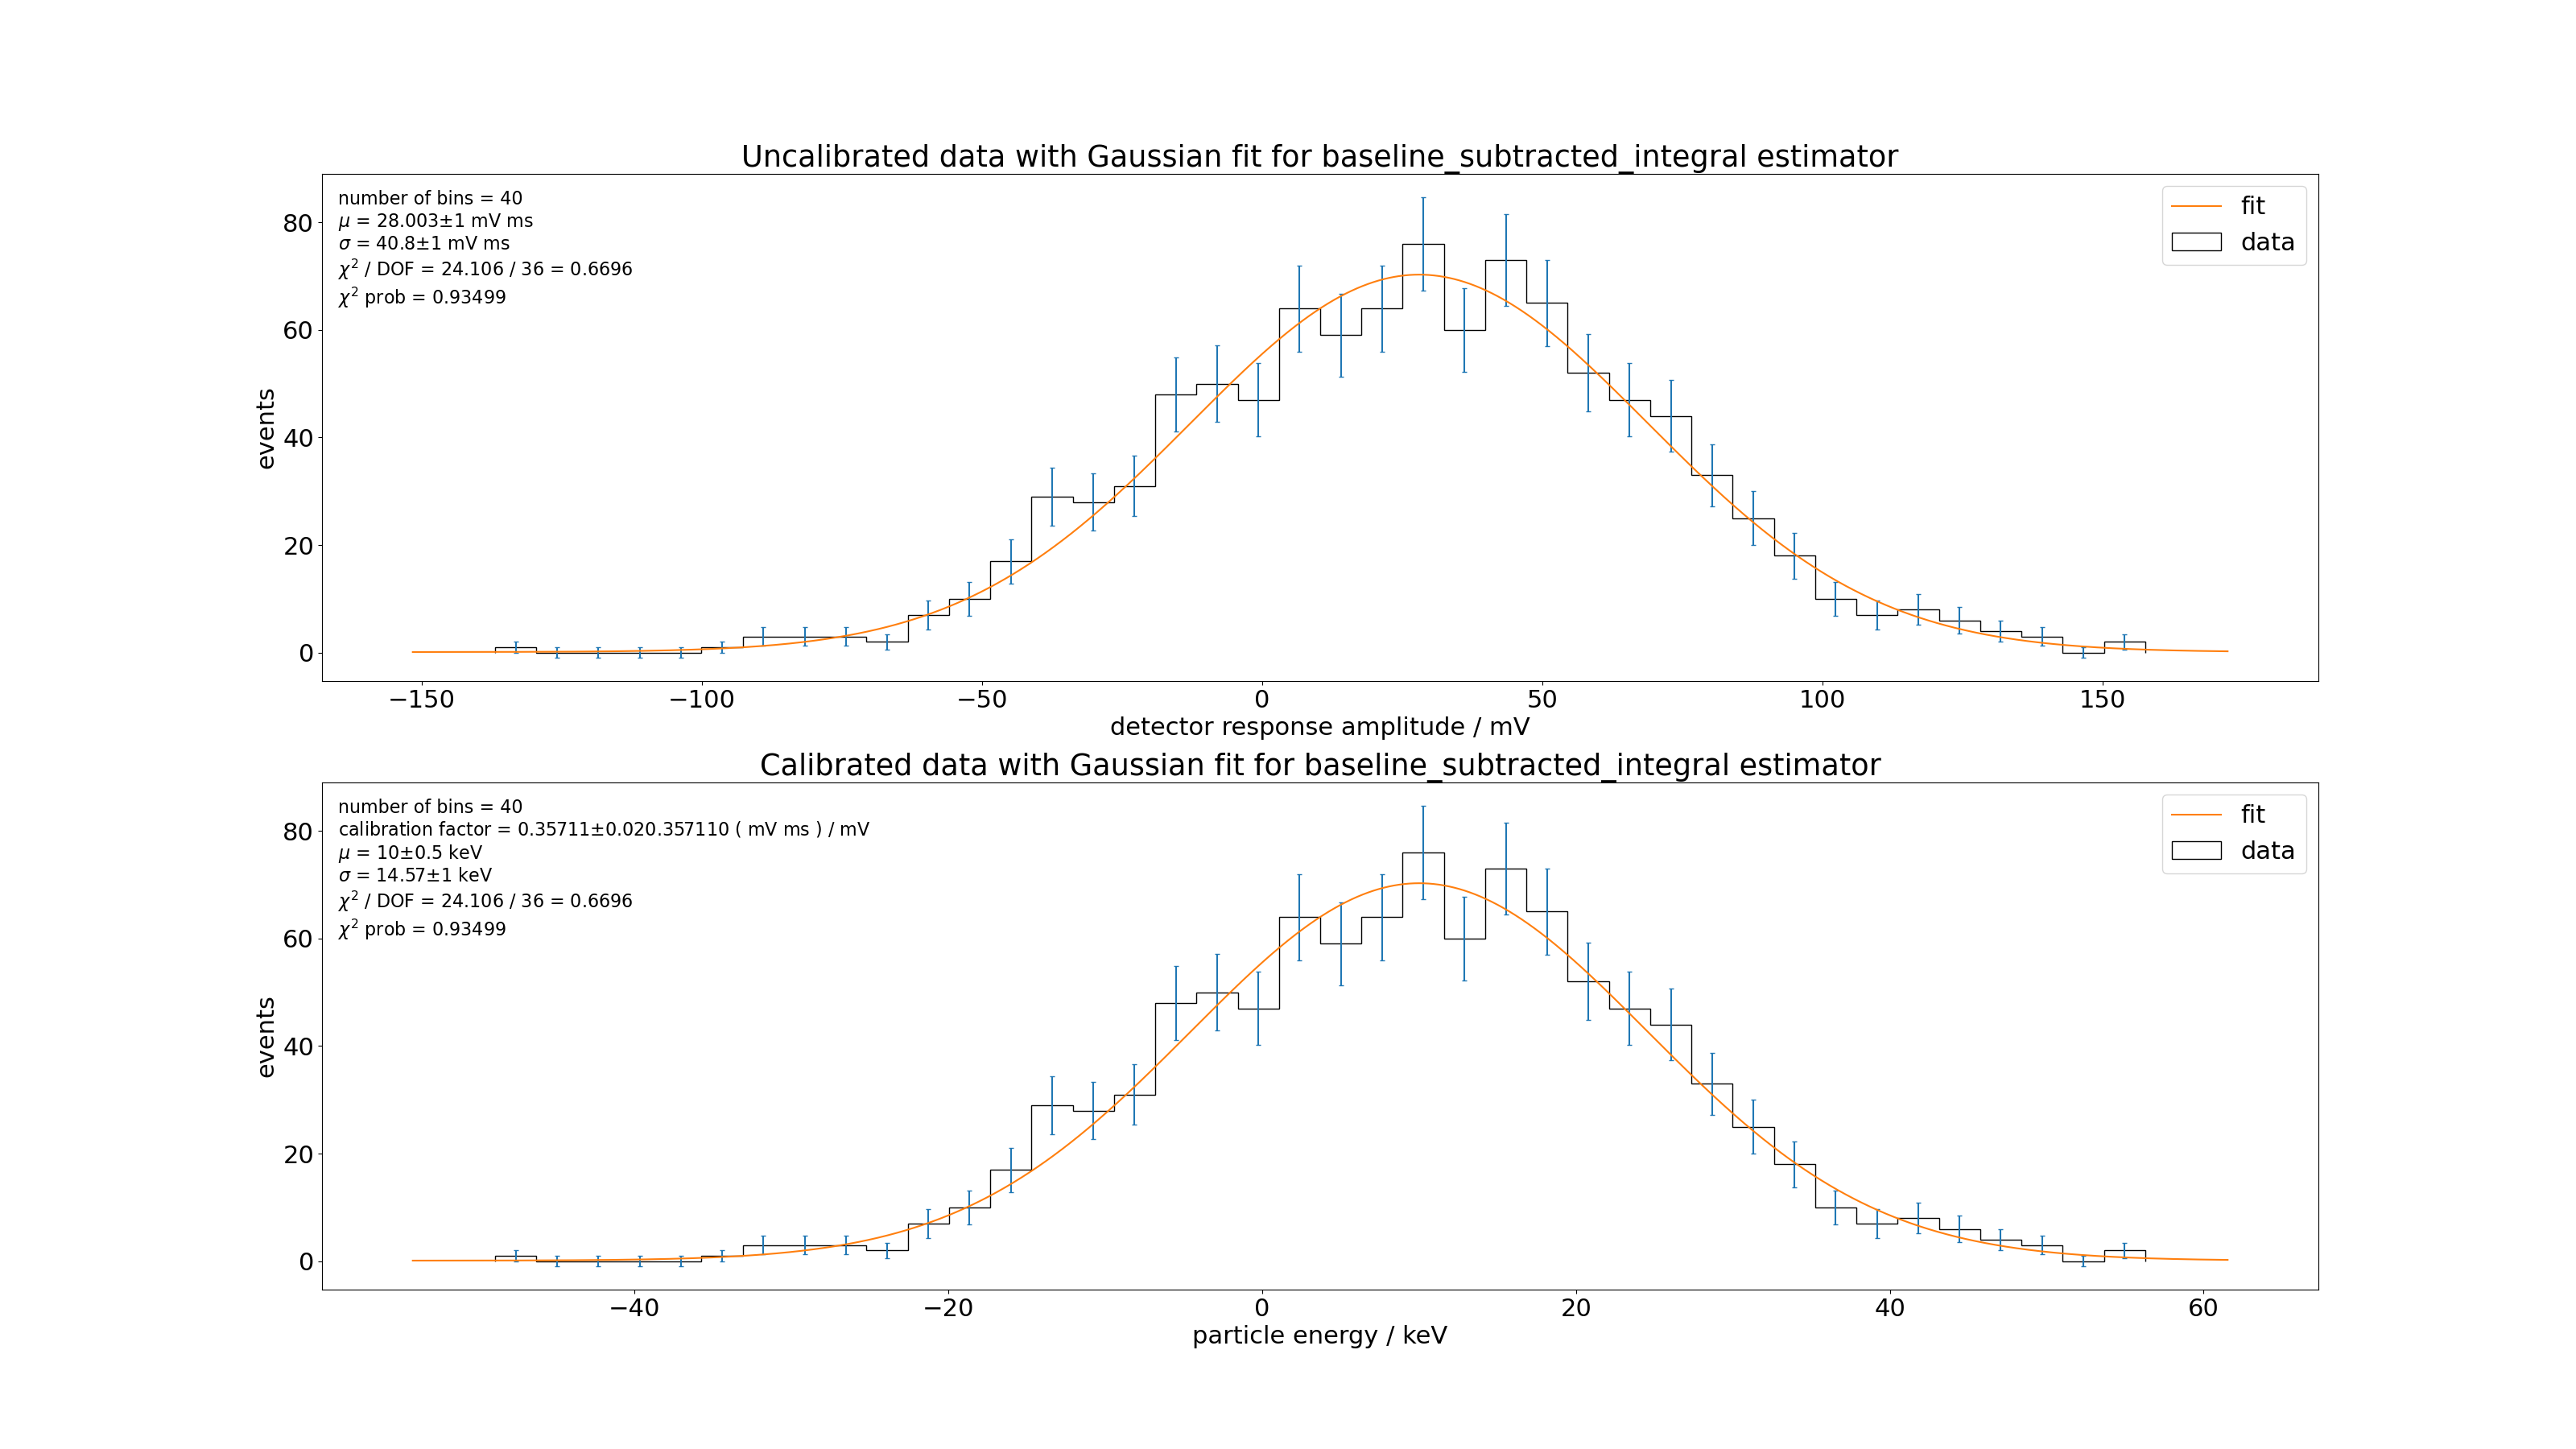 Uncalibrated data with Gaussian fit for baseline_subtracted_integral estimator
number of bins = 40
μ = 28.003±1 mV ms
σ = 40.8±1 mV ms
χ² / DOF = 24.106 / 36 = 0.6696
χ² prob = 0.93499
fit
data
80
60
40
20
0
events
−150 −100 −50 0 50 100 150
detector response amplitude / mV
Calibrated data with Gaussian fit for baseline_subtracted_integral estimator
number of bins = 40
calibration factor = 0.35711±0.020.357110 ( mV ms ) / mV
μ = 10±0.5 keV
σ = 14.57±1 keV
χ² / DOF = 24.106 / 36 = 0.6696
χ² prob = 0.93499
fit
data
80
60
40
20
0
events
−40 −20 0 20 40 60
particle energy / keV